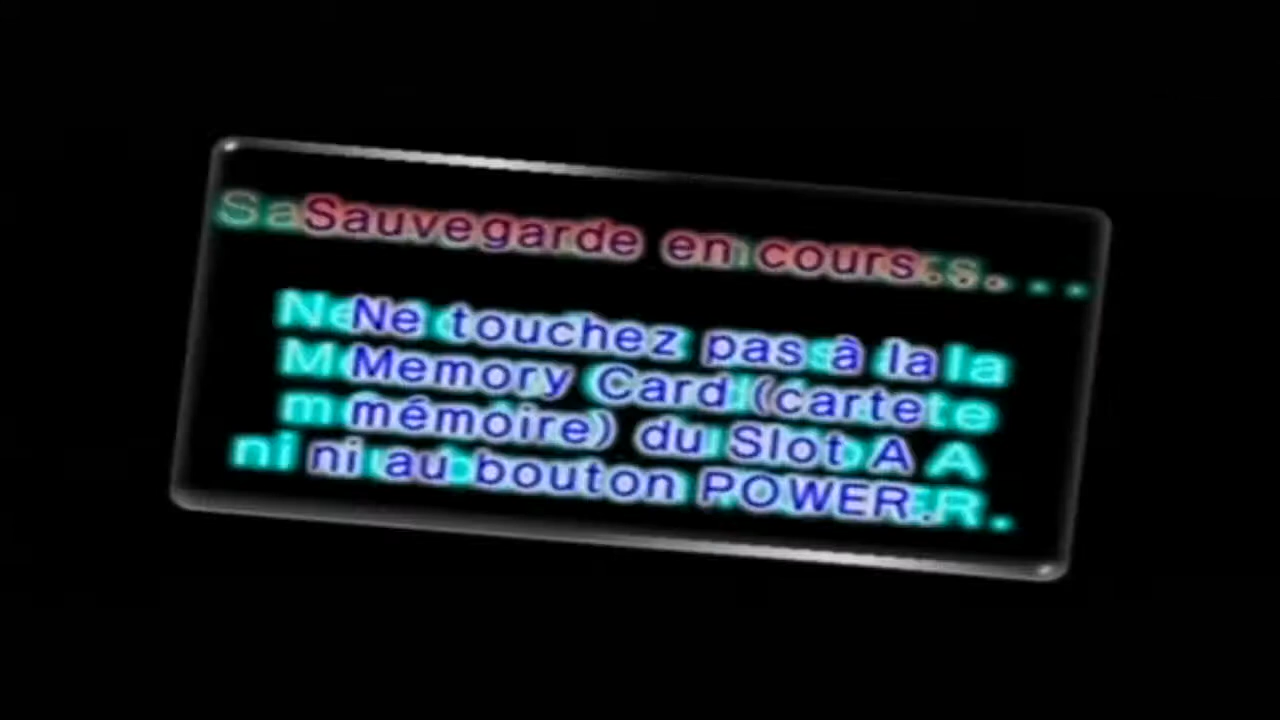 Sauvegarde en cours...
Ne touchez pas à la
Memory Card (carte
mémoire) du Slot A
ni au bouton POWER.